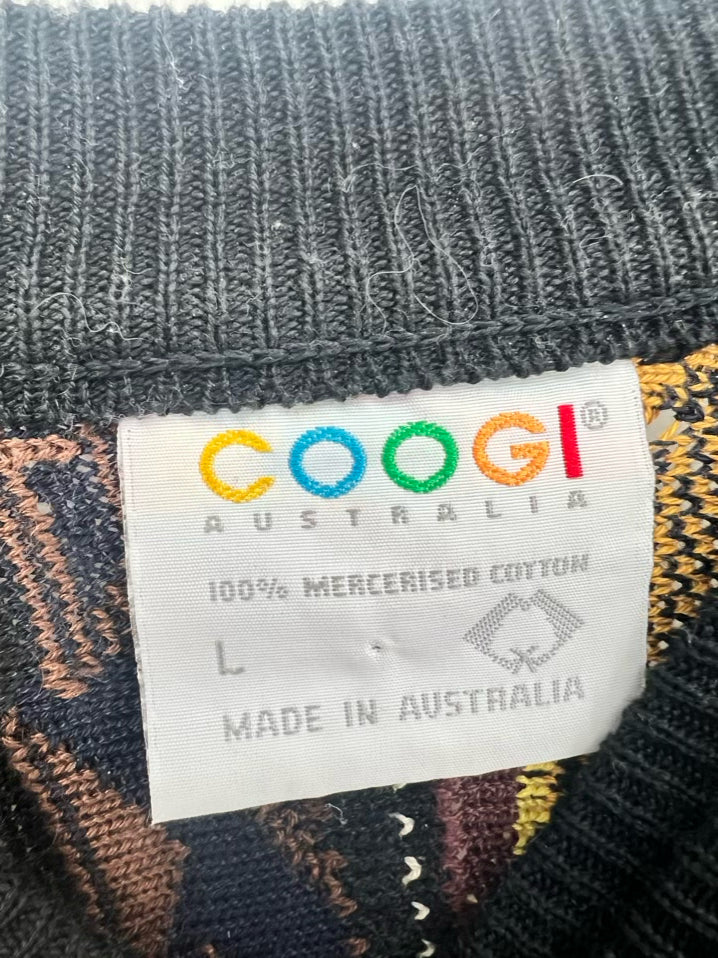 COOGI®
AUSTRALIA
100% MERCERISED COTTON
L
MADE IN AUSTRALIA